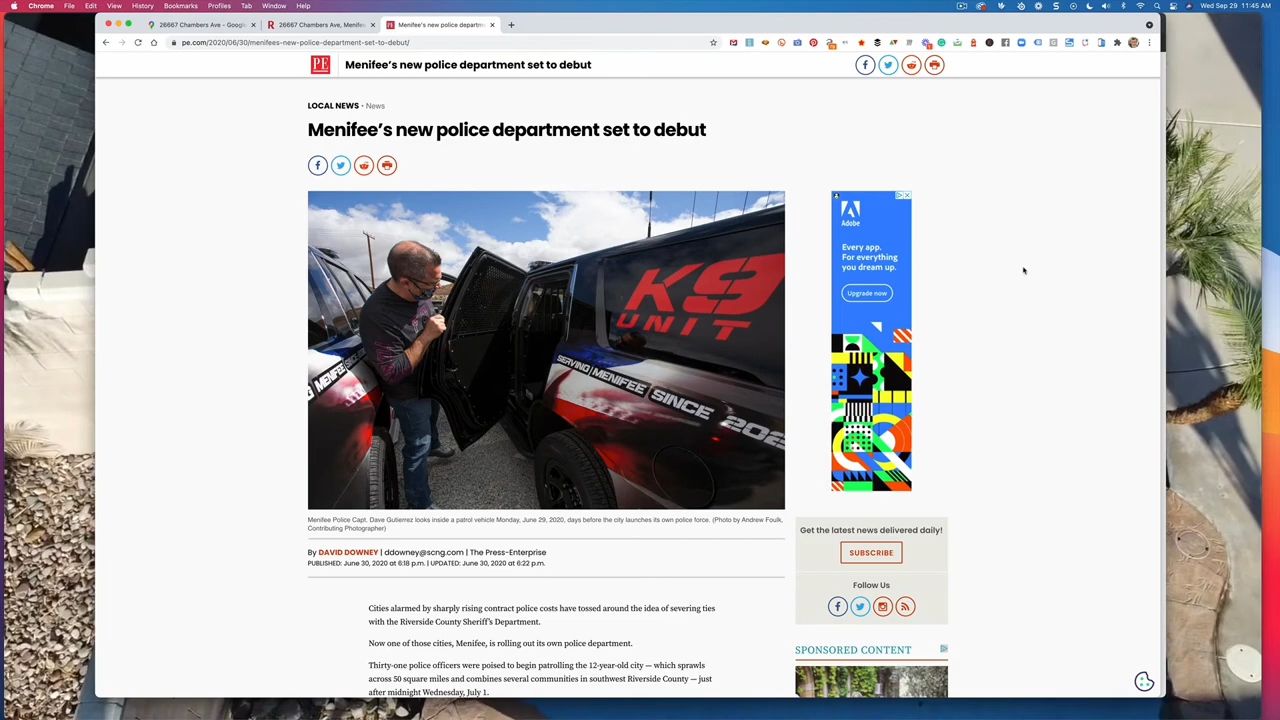 Chrome File Edit View History Bookmarks Profiles Tab Window Help
Wed Sep 29 11:45 AM
26667 Chambers Ave - Googl
26667 Chambers Ave, Menife
Menifee's new police departm
pe.com/2020/06/30/menifees-new-police-department-set-to-debut/
PE Menifee's new police department set to debut
LOCAL NEWS • News
Menifee's new police department set to debut
K9
UNIT
SERVING MENIFEE SINCE 202
MENIFEE SINCE
Menifee Police Capt. Dave Gutierrez looks inside a patrol vehicle Monday, June 29, 2020, days before the city launches its own police force. (Photo by Andrew Foulk,
Contributing Photographer)
By DAVID DOWNEY | ddowney@scng.com | The Press-Enterprise
PUBLISHED: June 30, 2020 at 6:18 p.m. | UPDATED: June 30, 2020 at 6:22 p.m.
Cities alarmed by sharply rising contract police costs have tossed around the idea of severing ties
with the Riverside County Sheriff's Department.
Now one of those cities, Menifee, is rolling out its own police department.
Thirty-one police officers were poised to begin patrolling the 12-year-old city — which sprawls
across 50 square miles and combines several communities in southwest Riverside County — just
after midnight Wednesday, July 1.
Adobe
Every app.
For everything
you dream up.
Upgrade now
Get the latest news delivered daily!
SUBSCRIBE
Follow Us
SPONSORED CONTENT